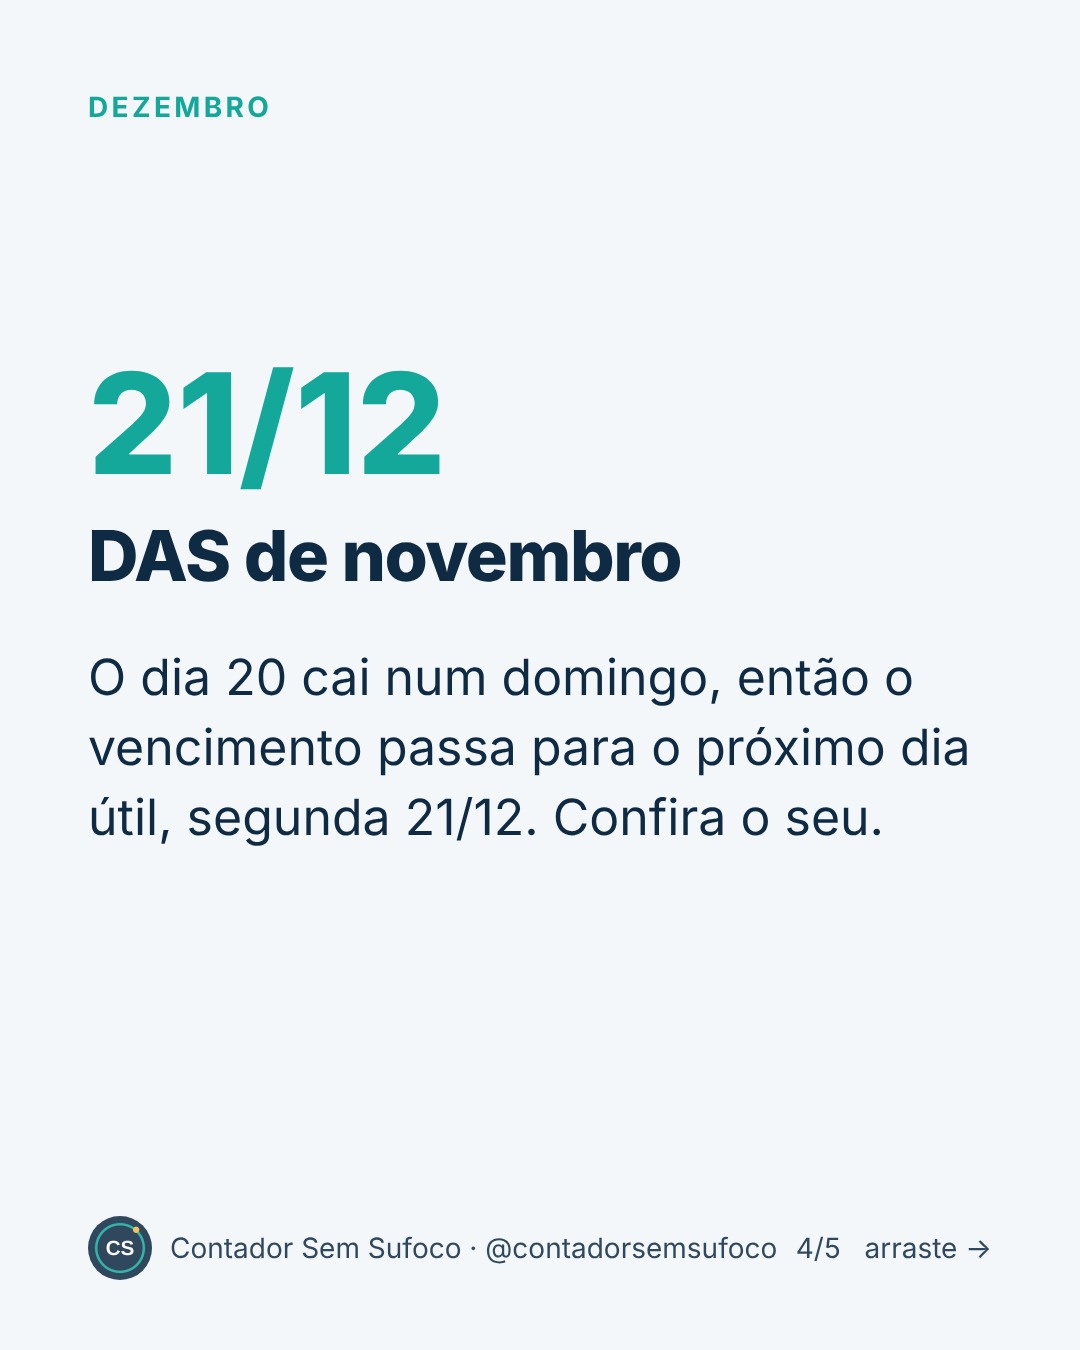 DEZEMBRO
21/12
DAS de novembro
O dia 20 cai num domingo, então o
vencimento passa para o próximo dia
útil, segunda 21/12. Confira o seu.
CS Contador Sem Sufoco · @contadorsemsufoco 4/5 arraste →